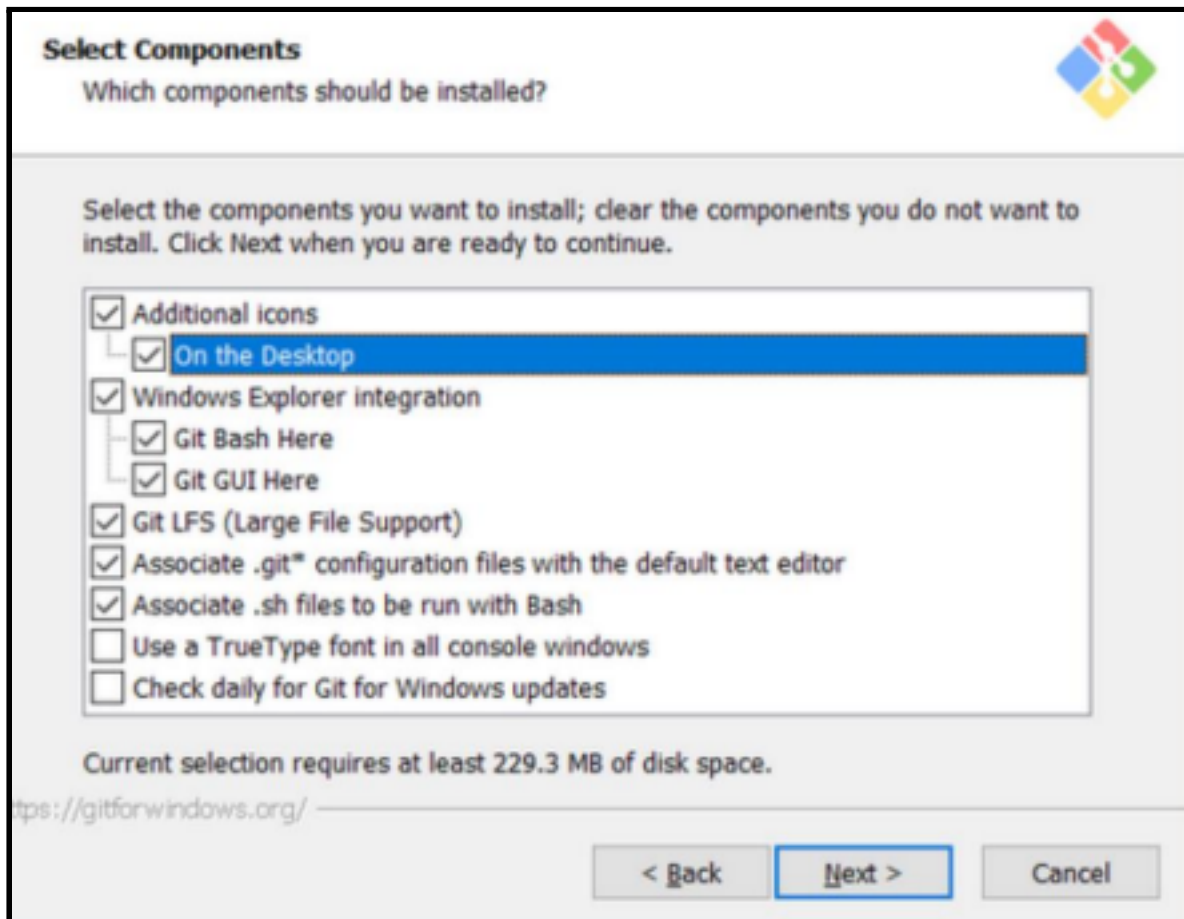 Select Components
Which components should be installed?
Select the components you want to install; clear the components you do not want to
install. Click Next when you are ready to continue.
Additional icons
On the Desktop
Windows Explorer integration
Git Bash Here
Git GUI Here
Git LFS (Large File Support)
Associate .git* configuration files with the default text editor
Associate .sh files to be run with Bash
Use a TrueType font in all console windows
Check daily for Git for Windows updates
Current selection requires at least 229.3 MB of disk space.
tps://gitforwindows.org/
< Back
Next >
Cancel